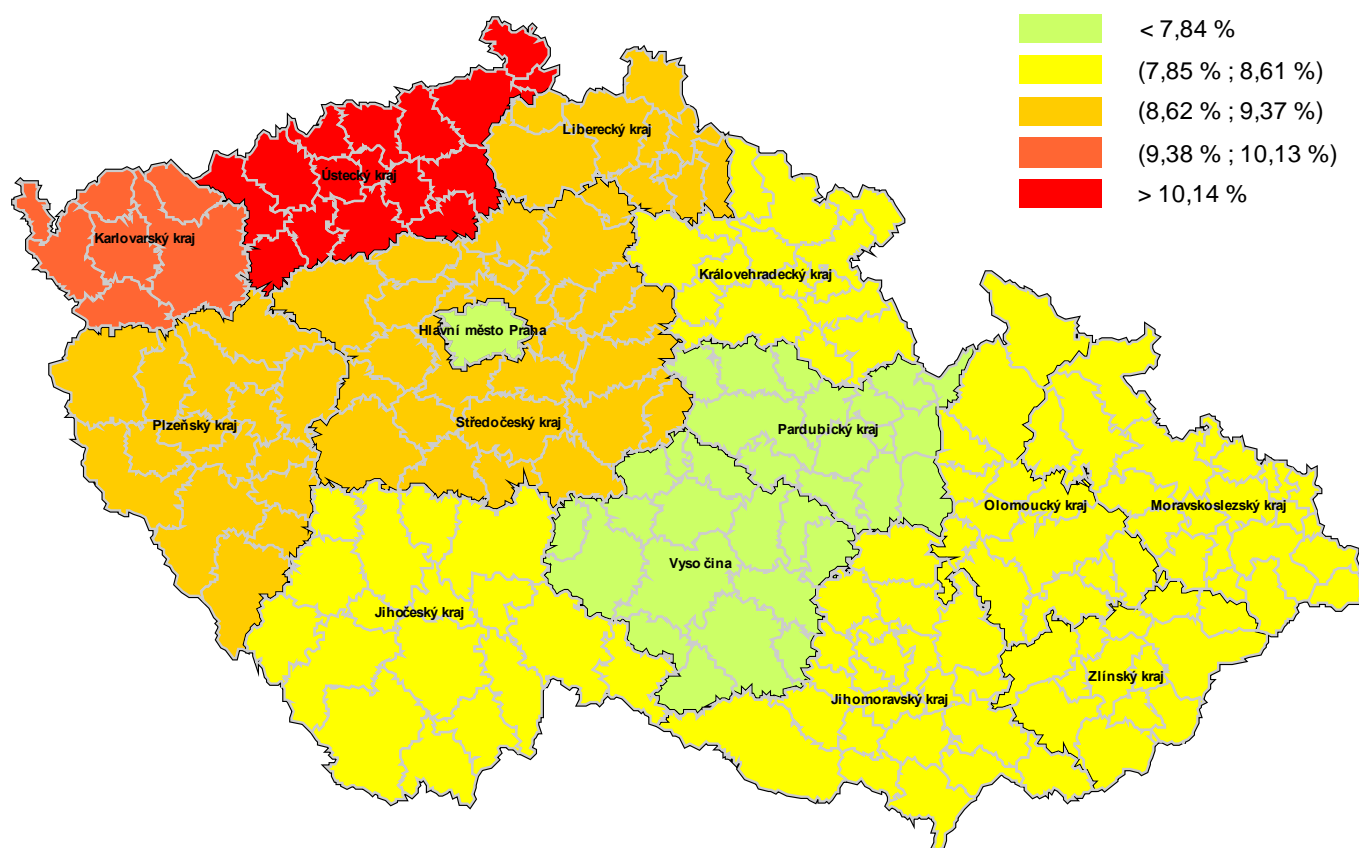 < 7,84 %
(7,85 % ; 8,61 %)
(8,62 % ; 9,37 %)
(9,38 % ; 10,13 %)
> 10,14 %
Liberecký kraj
Ústecký kraj
Karlovarský kraj
Královehradecký kraj
Hlavní město Praha
Plzeňský kraj
Středočeský kraj
Pardubický kraj
Olomoucký kraj
Moravskoslezský kraj
Vyso čina
Jihočeský kraj
Zlínský kraj
Jihomoravský kraj